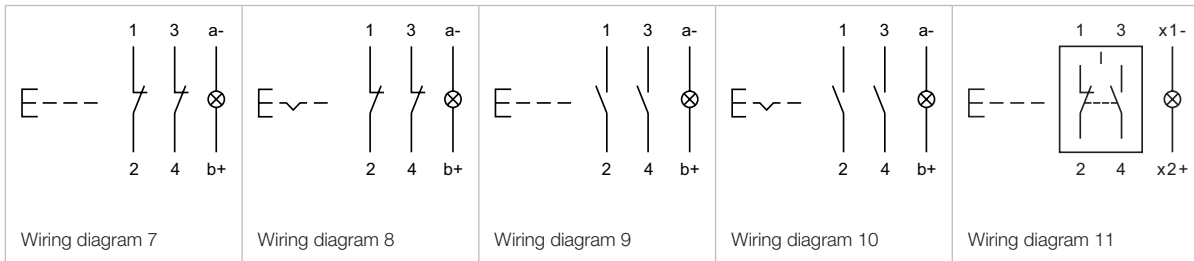 1 3 a-
2 4 b+
Wiring diagram 7
1 3 a-
2 4 b+
Wiring diagram 8
1 3 a-
2 4 b+
Wiring diagram 9
1 3 a-
2 4 b+
Wiring diagram 10
1 3 x1-
2 4 x2+
Wiring diagram 11